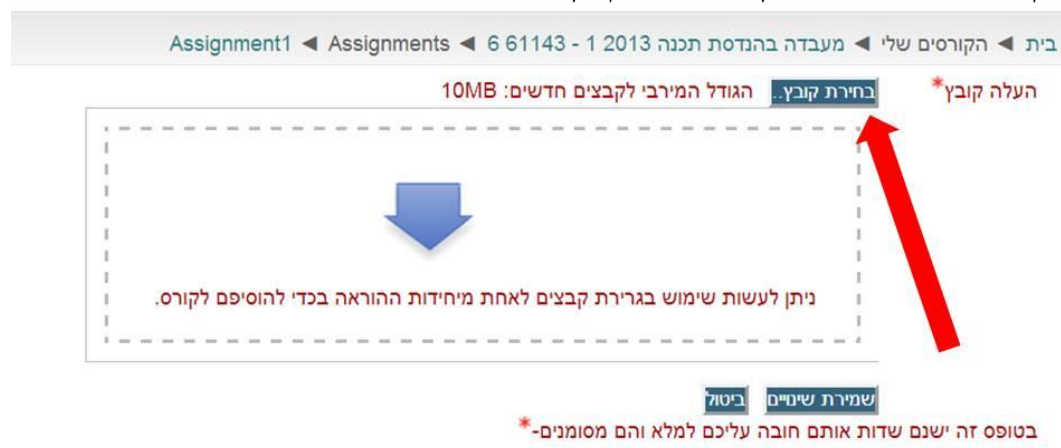 בית ◄ הקורסים שלי ◄ מעבדה בהנדסת תכנה 2013 1 - 61143 6 ◄ Assignments ◄ Assignment1
העלה קובץ*
בחירת קובץ.. הגודל המירבי לקבצים חדשים: 10MB
ניתן לעשות שימוש בגרירת קבצים לאחת מיחידות ההוראה בכדי להוסיפם לקורס.
שמירת שינויים ביטול
בטופס זה ישנם שדות אותם חובה עליכם למלא והם מסומנים-*